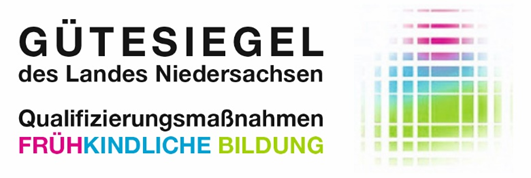 GÜTESIEGEL
des Landes Niedersachsen
Qualifizierungsmaßnahmen
FRÜHKINDLICHE BILDUNG